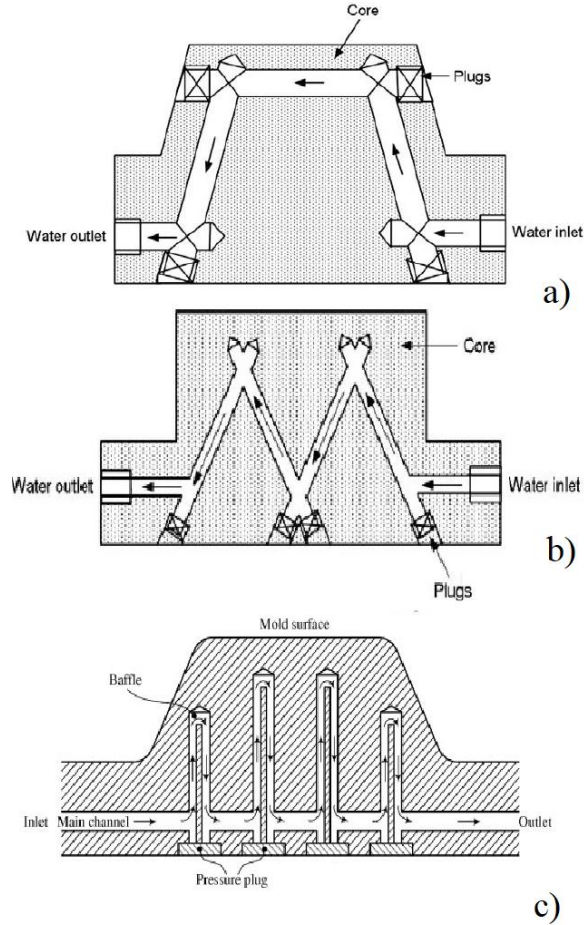 Core
Plugs
Water outlet
Water inlet
a)
Core
Water outlet
Water inlet
b)
Plugs
Mold surface
Baffle
Inlet
Main channel
Outlet
Pressure plug
c)